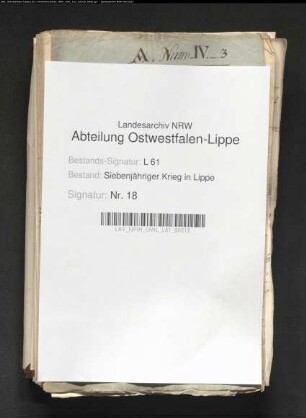 A. Num IV. 3
Landesarchiv NRW
Abteilung Ostwestfalen-Lippe
Bestands-Signatur: L 61
Bestand: Siebenjähriger Krieg in Lippe
Signatur: Nr. 18